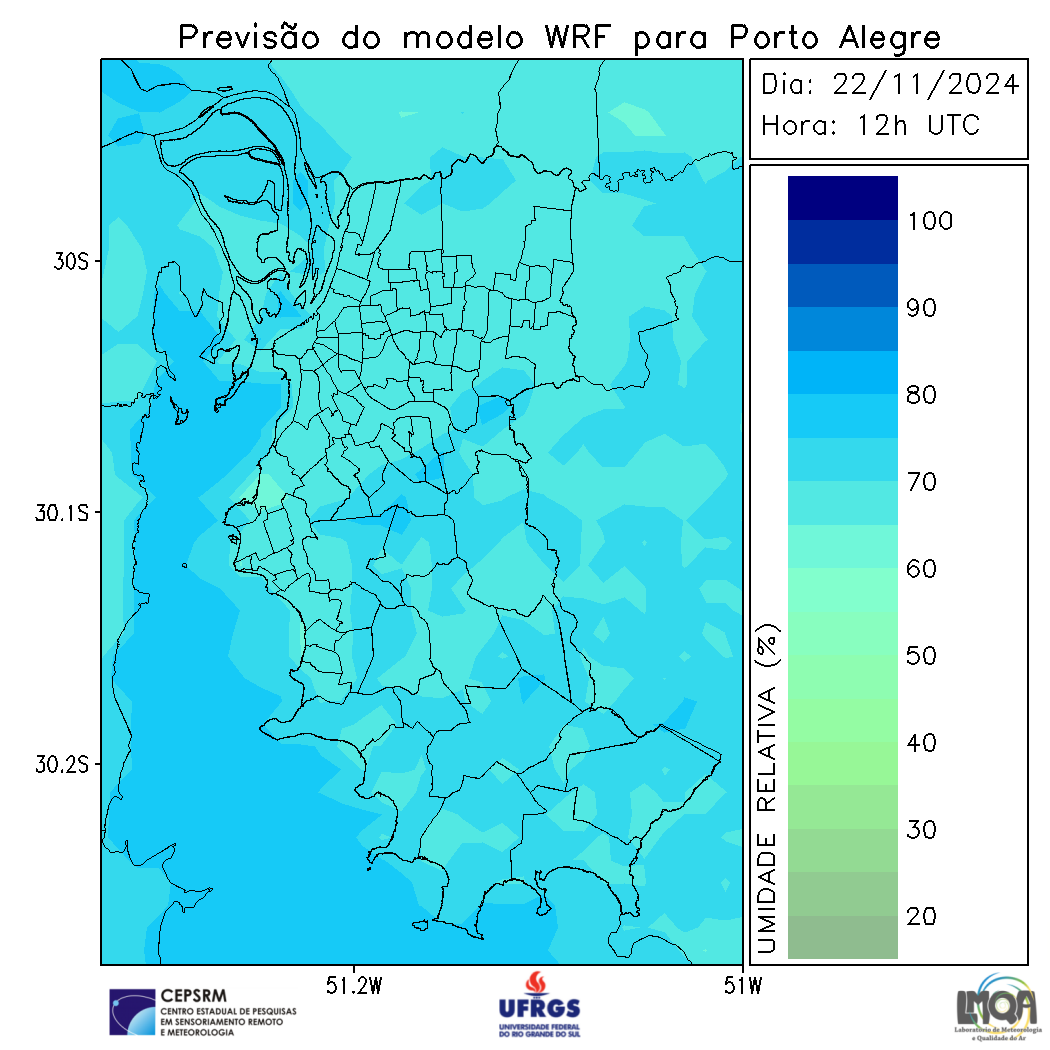 Previsão do modelo WRF para Porto Alegre
Dia: 22/11/2024
Hora: 12h UTC
100
90
80
70
60
50
40
30
20
UMIDADE RELATIVA (%)
30S
30.1S
30.2S
51.2W
51W
CEPSRM
CENTRO ESTADUAL DE PESQUISAS
EM SENSORIAMENTO REMOTO
E METEOROLOGIA
UFRGS
UNIVERSIDADE FEDERAL
DO RIO GRANDE DO SUL
LMQA
Laboratório de Meteorologia
e Qualidade do Ar